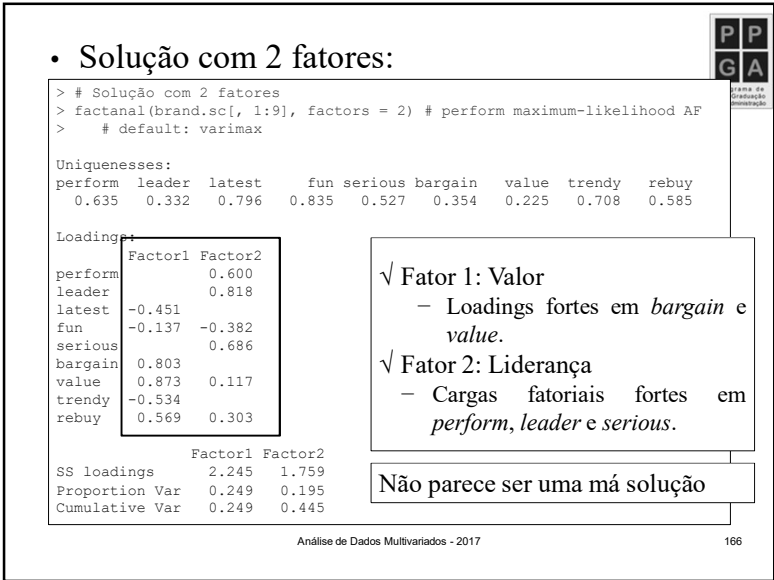 • Solução com 2 fatores:
P P
G A
grama de
Graduação
dministração
> # Solução com 2 fatores
> factanal(brand.sc[, 1:9], factors = 2) # perform maximum-likelihood AF
>    # default: varimax
Uniquenesses:
perform  leader  latest     fun serious bargain   value  trendy   rebuy
  0.635   0.332   0.796   0.835   0.527   0.354   0.225   0.708   0.585
Loadings:
        Factor1 Factor2
perform          0.600
leader           0.818
latest  -0.451
fun     -0.137  -0.382
serious          0.686
bargain  0.803
value    0.873   0.117
trendy  -0.534
rebuy    0.569   0.303
               Factor1 Factor2
SS loadings      2.245   1.759
Proportion Var   0.249   0.195
Cumulative Var   0.249   0.445
√ Fator 1: Valor
− Loadings fortes em bargain e
value.
√ Fator 2: Liderança
− Cargas fatoriais fortes em
perform, leader e serious.
Não parece ser uma má solução
Análise de Dados Multivariados - 2017
166